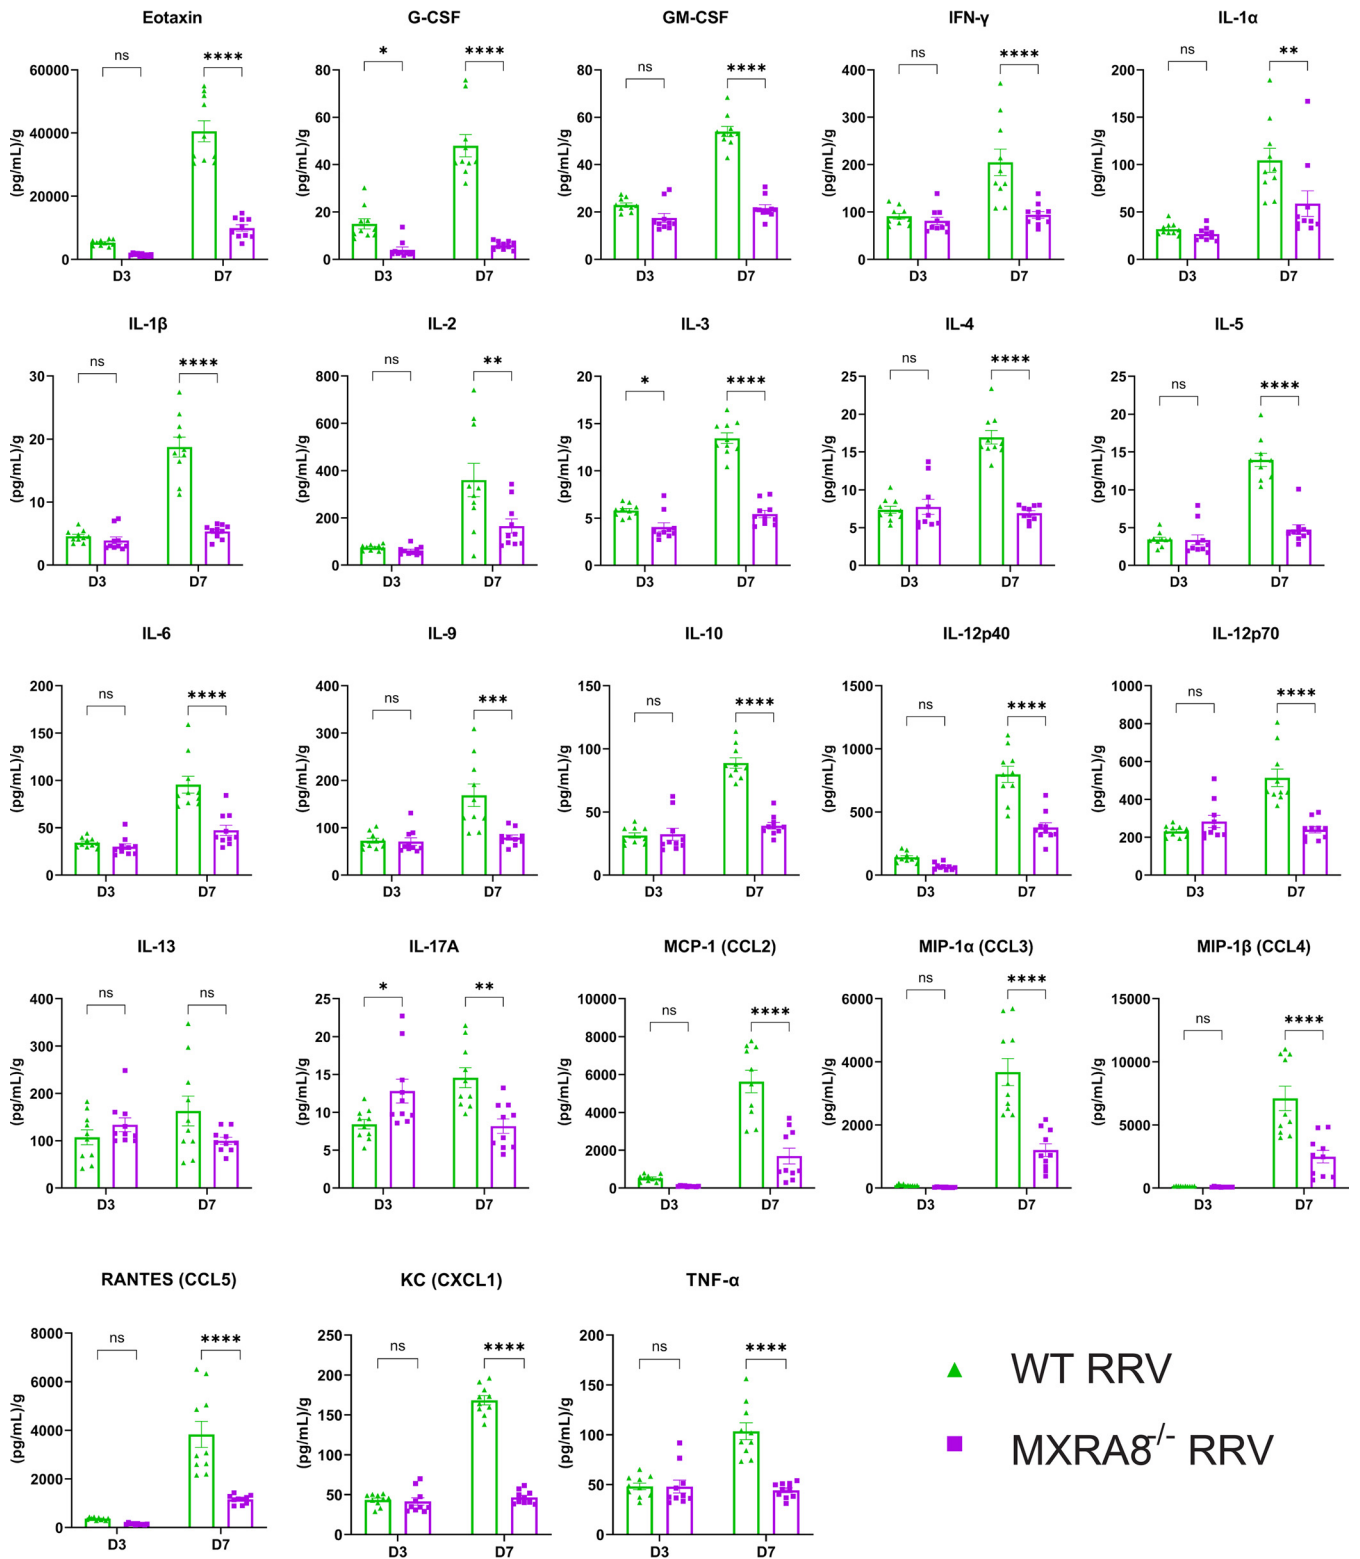 Eotaxin
ns ****
60000
40000
20000
0
(pg/mL)/g
D3 D7
G-CSF
* ****
80
60
40
20
0
(pg/mL)/g
D3 D7
GM-CSF
ns ****
80
60
40
20
0
(pg/mL)/g
D3 D7
IFN-γ
ns ****
400
300
200
100
0
(pg/mL)/g
D3 D7
IL-1α
ns **
200
150
100
50
0
(pg/mL)/g
D3 D7
IL-1β
ns ****
30
20
10
0
(pg/mL)/g
D3 D7
IL-2
ns **
800
600
400
200
0
(pg/mL)/g
D3 D7
IL-3
* ****
20
15
10
5
0
(pg/mL)/g
D3 D7
IL-4
ns ****
25
20
15
10
5
0
(pg/mL)/g
D3 D7
IL-5
ns ****
25
20
15
10
5
0
(pg/mL)/g
D3 D7
IL-6
ns ****
200
150
100
50
0
(pg/mL)/g
D3 D7
IL-9
ns ***
400
300
200
100
0
(pg/mL)/g
D3 D7
IL-10
ns ****
150
100
50
0
(pg/mL)/g
D3 D7
IL-12p40
ns ****
1500
1000
500
0
(pg/mL)/g
D3 D7
IL-12p70
ns ****
1000
800
600
400
200
0
(pg/mL)/g
D3 D7
IL-13
ns ns
400
300
200
100
0
(pg/mL)/g
D3 D7
IL-17A
* **
25
20
15
10
5
0
(pg/mL)/g
D3 D7
MCP-1 (CCL2)
ns ****
10000
8000
6000
4000
2000
0
(pg/mL)/g
D3 D7
MIP-1α (CCL3)
ns ****
6000
4000
2000
0
(pg/mL)/g
D3 D7
MIP-1β (CCL4)
ns ****
15000
10000
5000
0
(pg/mL)/g
D3 D7
RANTES (CCL5)
ns ****
8000
6000
4000
2000
0
(pg/mL)/g
D3 D7
KC (CXCL1)
ns ****
250
200
150
100
50
0
(pg/mL)/g
D3 D7
TNF-α
ns ****
200
150
100
50
0
(pg/mL)/g
D3 D7
WT RRV
MXRA8-/- RRV